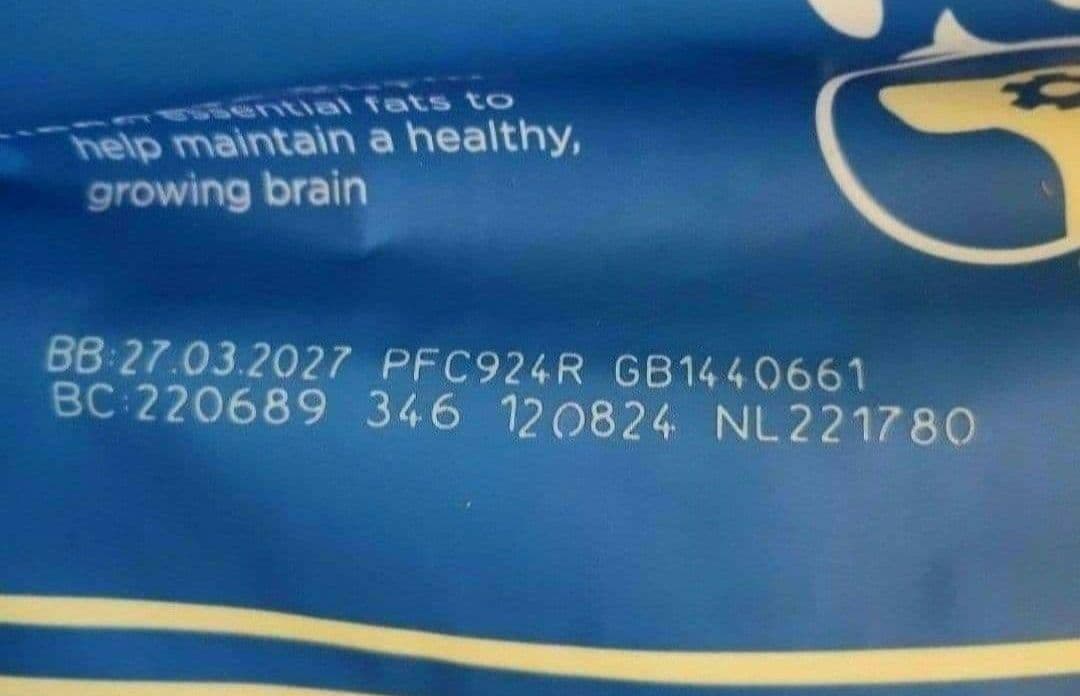 essential fats to
help maintain a healthy,
growing brain
BB:27.03.2027 PFC924R GB1440661
BC:220689 346 120824 NL221780